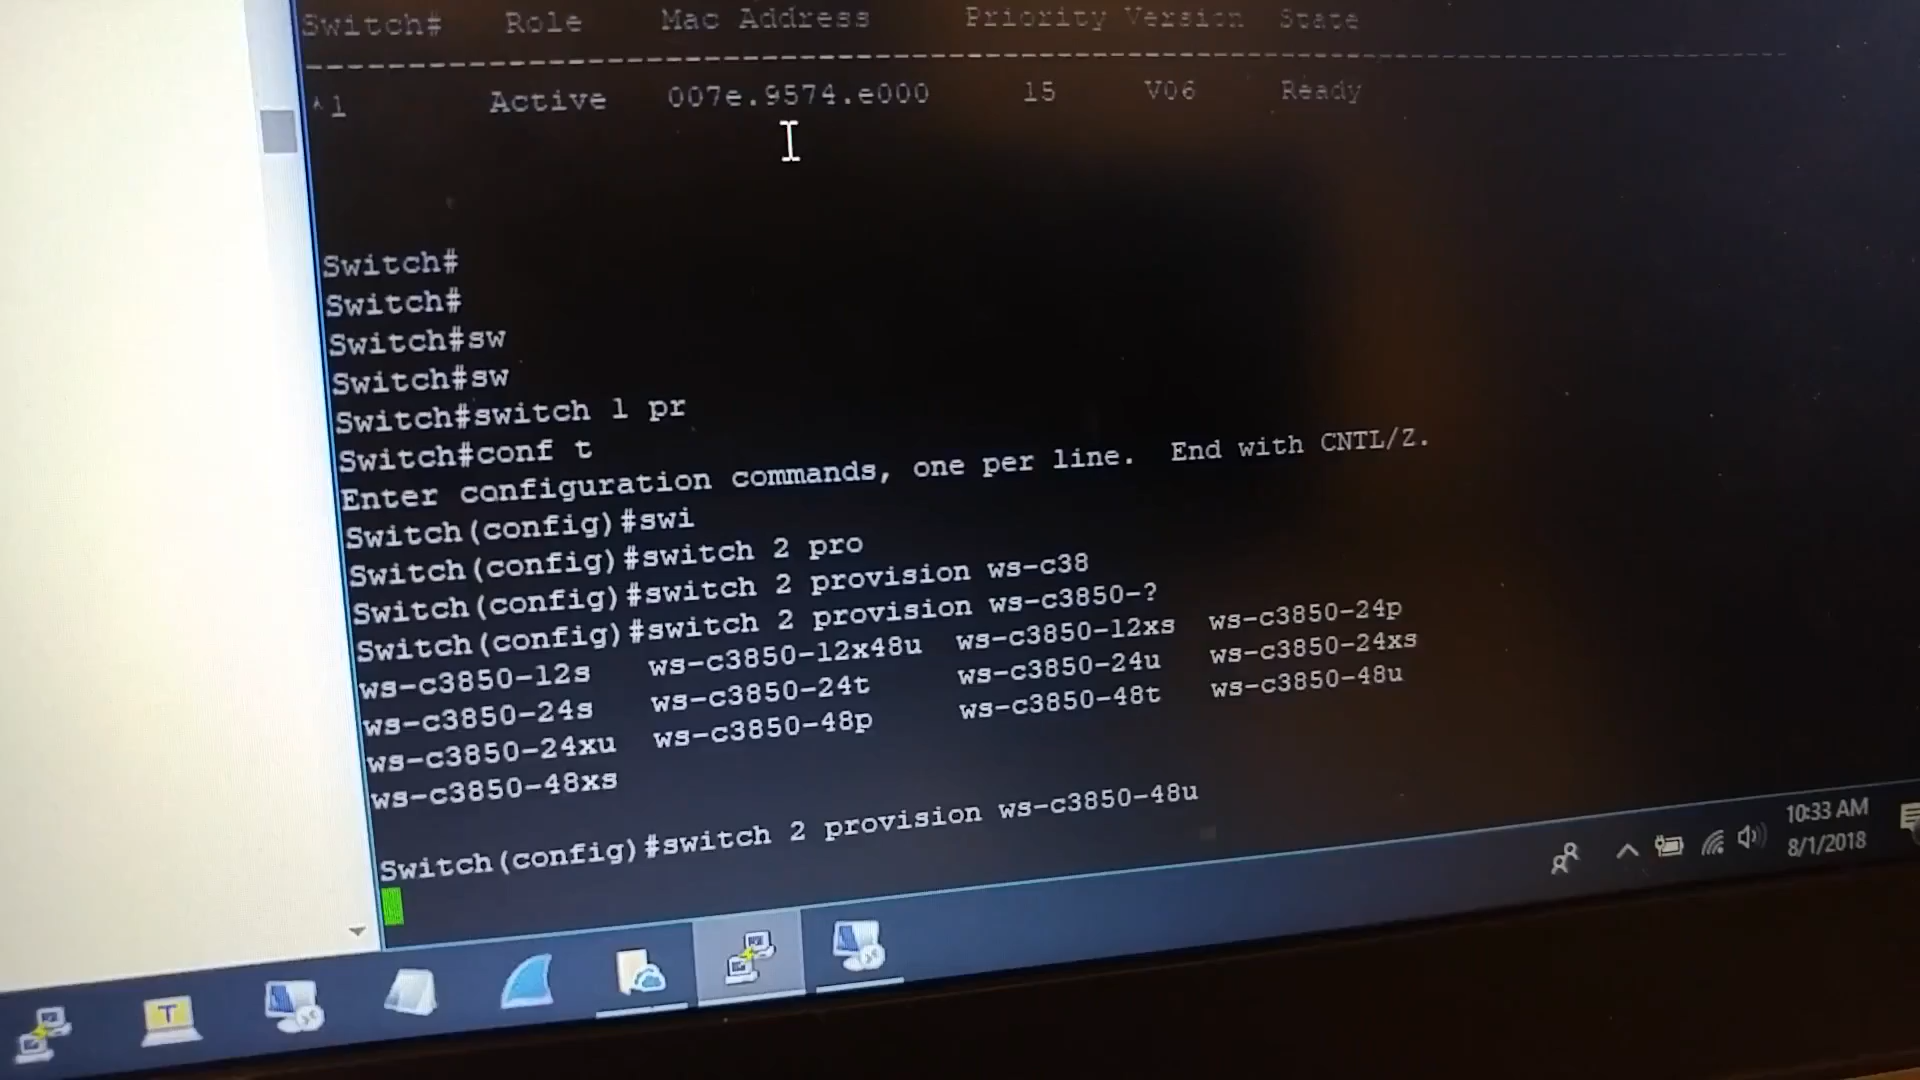 Switch#   Role   Mac Address   Priority Version   State
*1   Active   007e.9574.e000   15   V06   Ready
Switch#
Switch#
Switch#sw
Switch#sw
Switch#switch 1 pr
Switch#conf t
Enter configuration commands, one per line.  End with CNTL/Z.
Switch(config)#swi
Switch(config)#switch 2 pro
Switch(config)#switch 2 provision ws-c38
Switch(config)#switch 2 provision ws-c3850-?
ws-c3850-12s   ws-c3850-12x48u   ws-c3850-12xs   ws-c3850-24p
ws-c3850-24s   ws-c3850-24t   ws-c3850-24u   ws-c3850-24xs
ws-c3850-24xu   ws-c3850-48p   ws-c3850-48t   ws-c3850-48u
ws-c3850-48xs
Switch(config)#switch 2 provision ws-c3850-48u
10:33 AM
8/1/2018
T